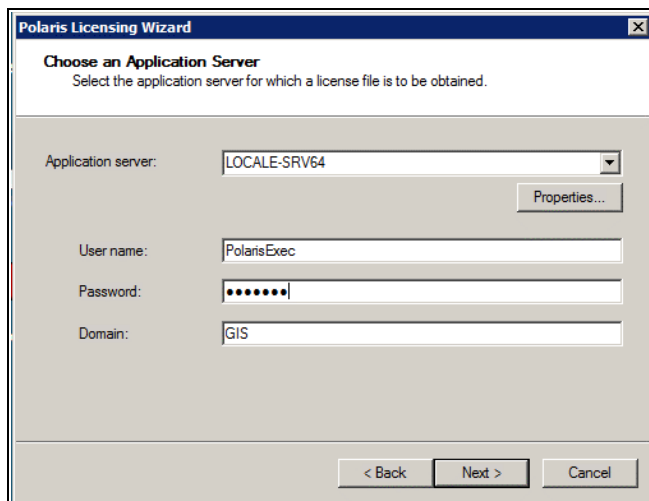 Polaris Licensing Wizard
Choose an Application Server
Select the application server for which a license file is to be obtained.
Application server:
LOCALE-SRV64
Properties...
User name:
PolarisExec
Password:
●●●●●●●
Domain:
GIS
< Back
Next >
Cancel